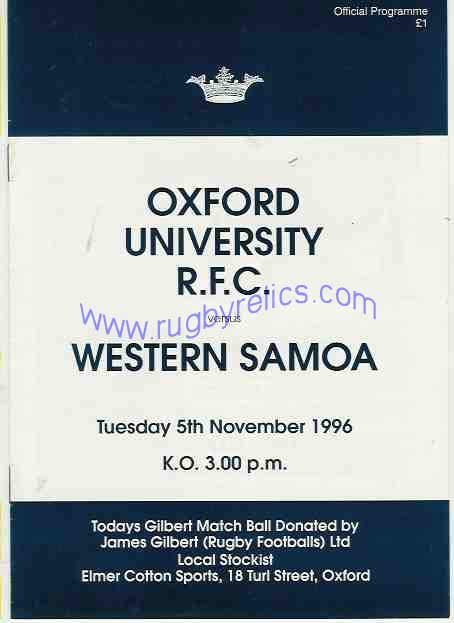 Official Programme
£1
OXFORD
UNIVERSITY
R.F.C.
versus
www.rugbyrelics.com
WESTERN SAMOA
Tuesday 5th November 1996
K.O. 3.00 p.m.
Todays Gilbert Match Ball Donated by
James Gilbert (Rugby Footballs) Ltd
Local Stockist
Elmer Cotton Sports, 18 Turl Street, Oxford